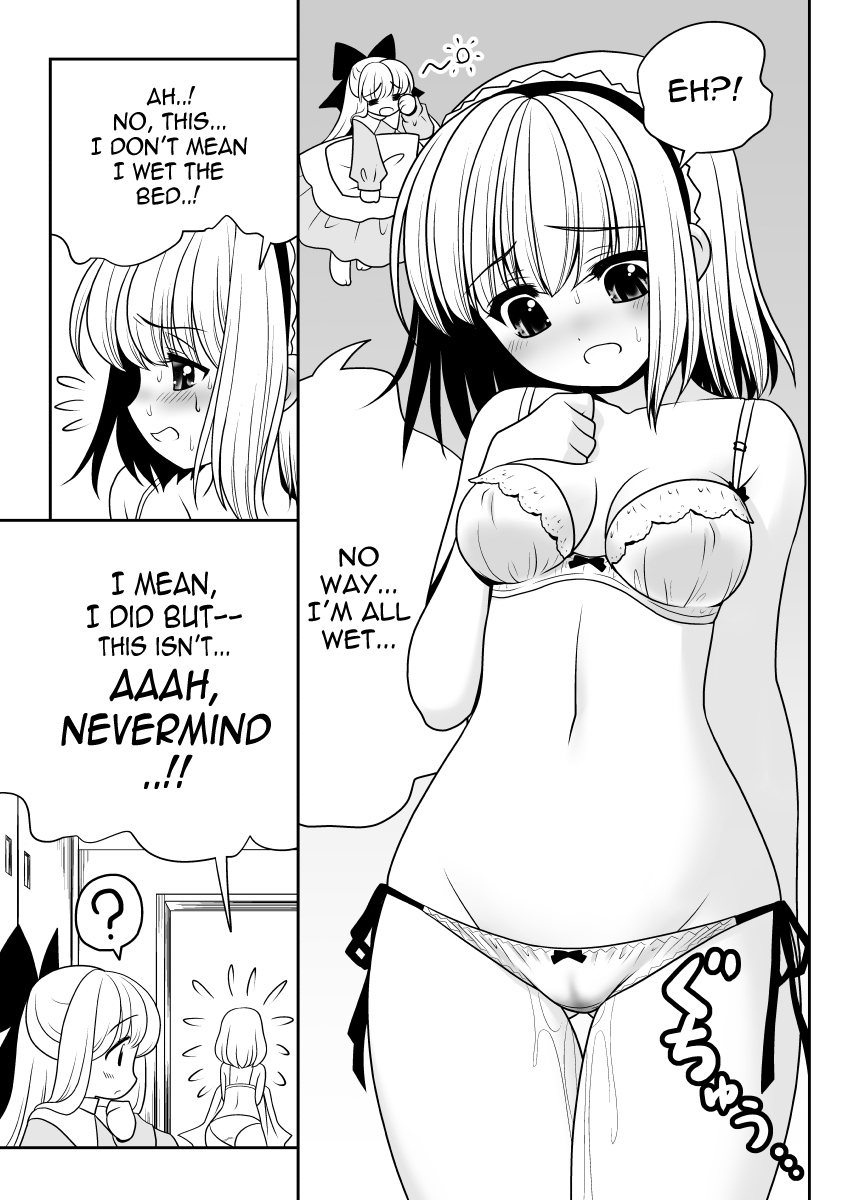 EH?!
NO
WAY...
I'M ALL
WET...
ぐちゅう...
AH..!
NO, THIS...
I DON'T MEAN
I WET THE
BED..!
I MEAN,
I DID BUT--
THIS ISN'T...
AAAH,
NEVERMIND
..!!
?